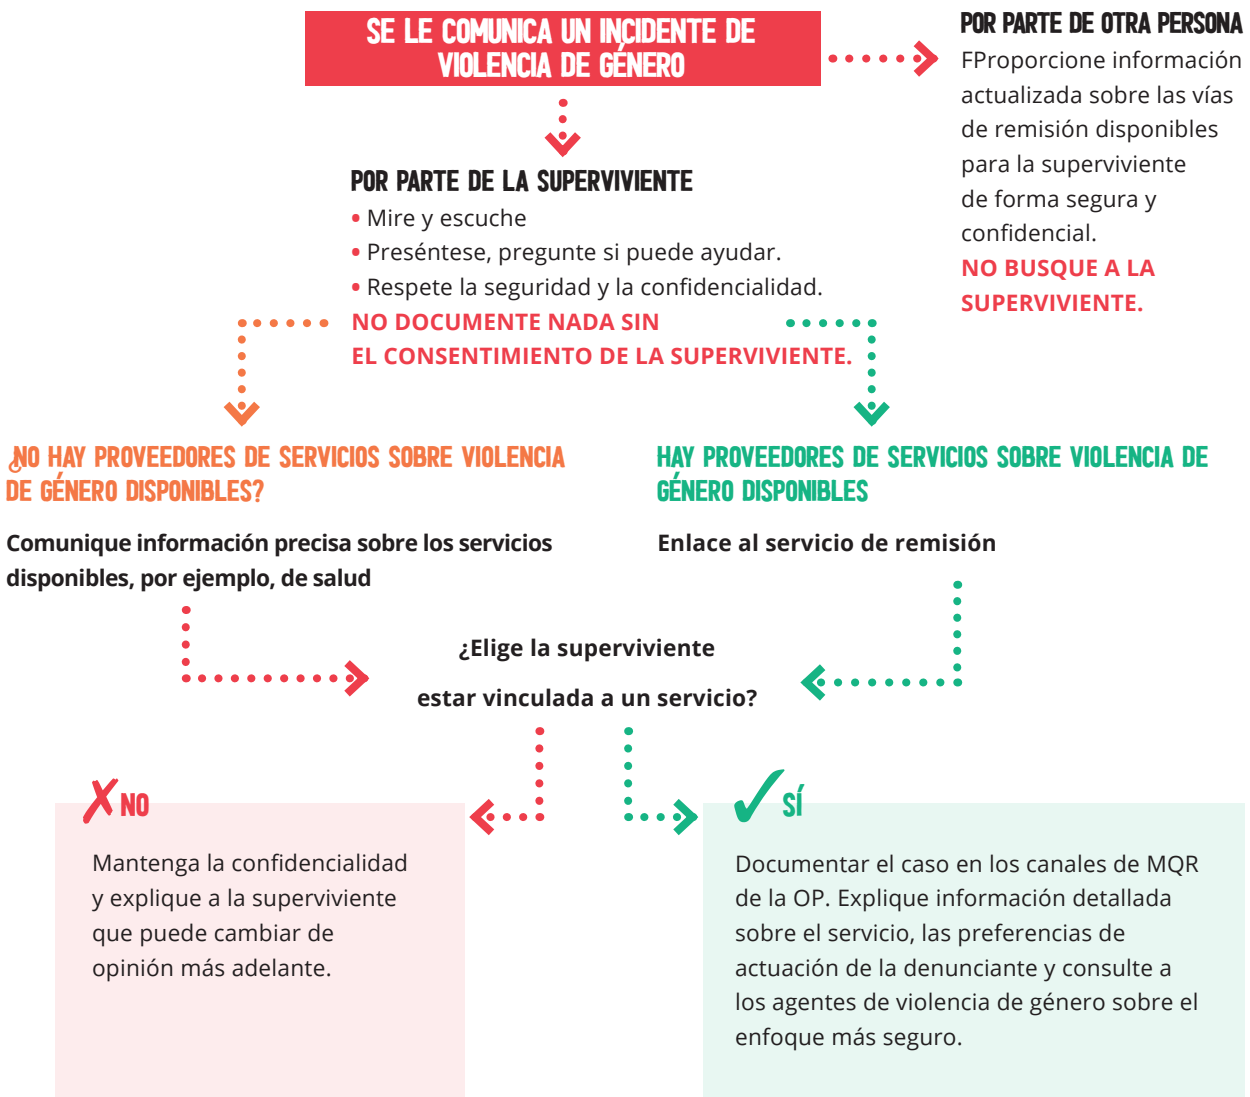 SE LE COMUNICA UN INCIDENTE DE
VIOLENCIA DE GÉNERO
POR PARTE DE OTRA PERSONA
FProporcione información
actualizada sobre las vías
de remisión disponibles
para la superviviente
de forma segura y
confidencial.
NO BUSQUE A LA
SUPERVIVIENTE.
POR PARTE DE LA SUPERVIVIENTE
• Mire y escuche
• Preséntese, pregunte si puede ayudar.
• Respete la seguridad y la confidencialidad.
NO DOCUMENTE NADA SIN
EL CONSENTIMIENTO DE LA SUPERVIVIENTE.
¿NO HAY PROVEEDORES DE SERVICIOS SOBRE VIOLENCIA
DE GÉNERO DISPONIBLES?
Comunique información precisa sobre los servicios
disponibles, por ejemplo, de salud
HAY PROVEEDORES DE SERVICIOS SOBRE VIOLENCIA DE
GÉNERO DISPONIBLES
Enlace al servicio de remisión
¿Elige la superviviente
estar vinculada a un servicio?
✗ NO
Mantenga la confidencialidad
y explique a la superviviente
que puede cambiar de
opinión más adelante.
✓ SÍ
Documentar el caso en los canales de MQR
de la OP. Explique información detallada
sobre el servicio, las preferencias de
actuación de la denunciante y consulte a
los agentes de violencia de género sobre el
enfoque más seguro.